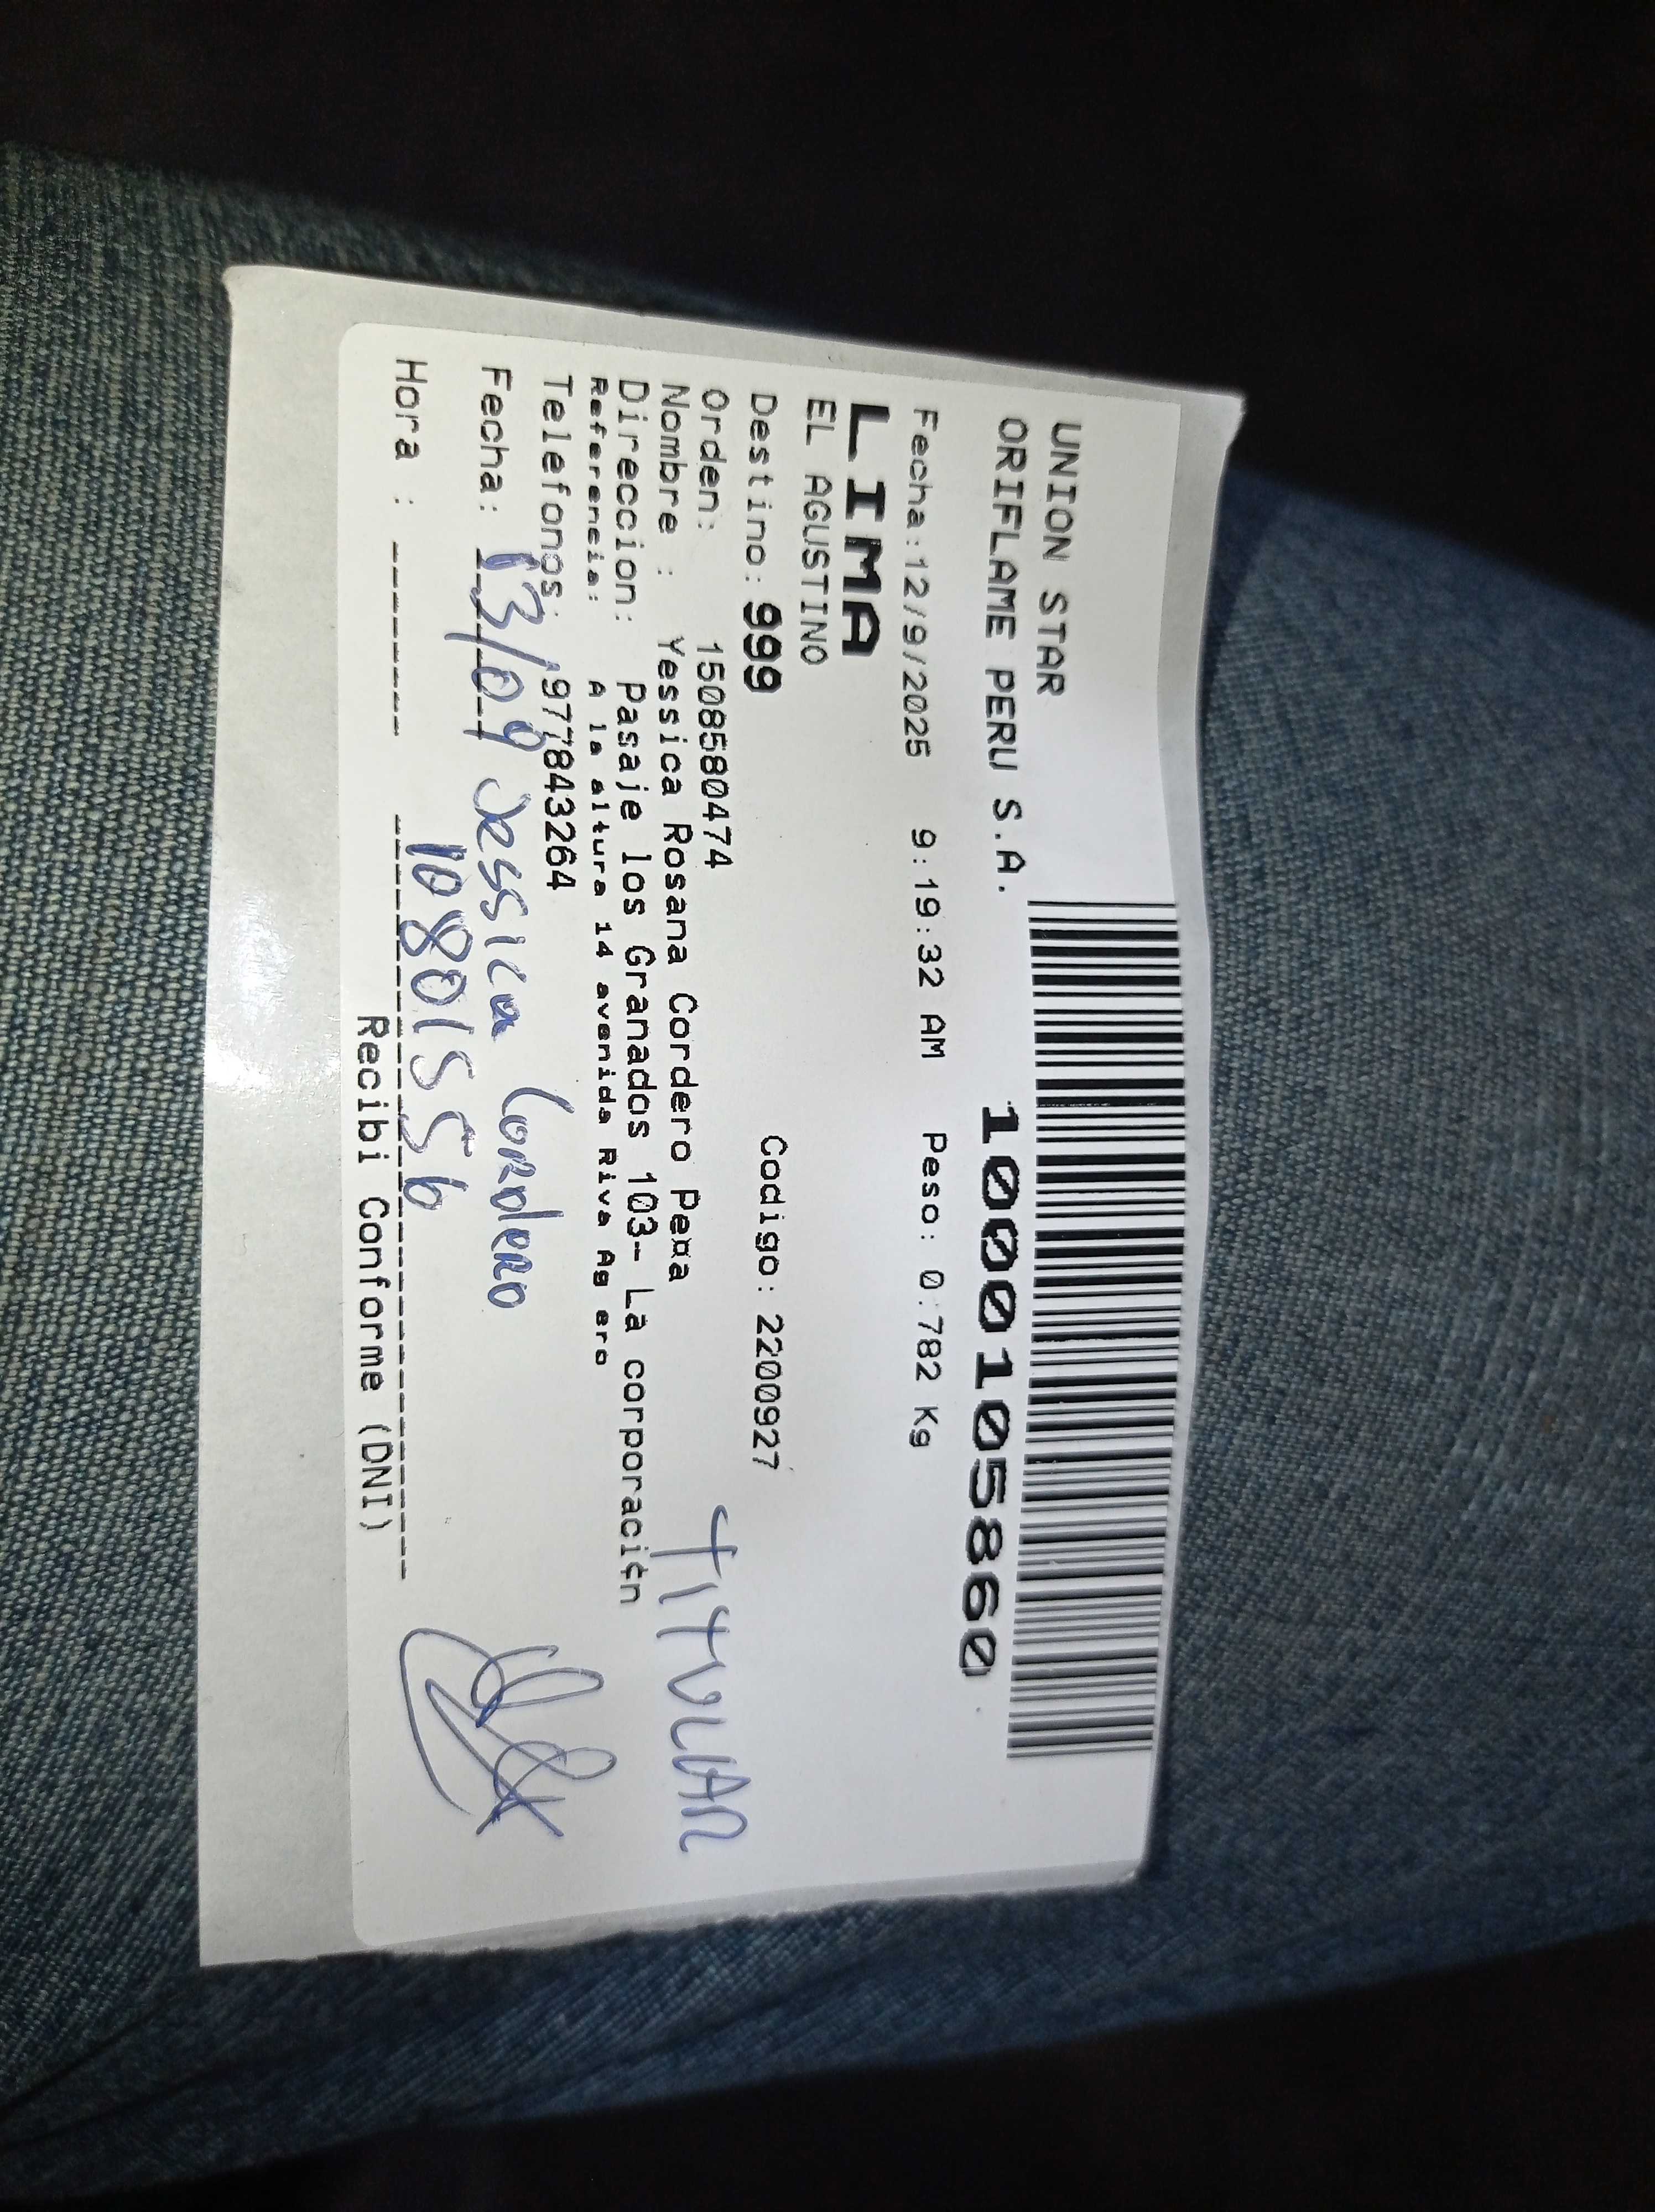 UNION STAR
ORIFLAME PERU S.A.
10001058​60
Fecha:12/9/2025 9:19:32 AM Peso: 0.782 Kg
LIMA
EL AGUSTINO
Destino: 999 Codigo: 2200927
Orden: 1508580474
TITULAR
Nombre : Yessica Rosana Cordero Pe¤a
Direccion: Pasaje los Granados 103- La corporaci¢n
Referencia: A la altura 14 avenida Riva Ag ero
Telefonos: 977843264
Fecha: 13/09 Jessica Cordero
Hora : 10801556
Recibi Conforme (DNI)